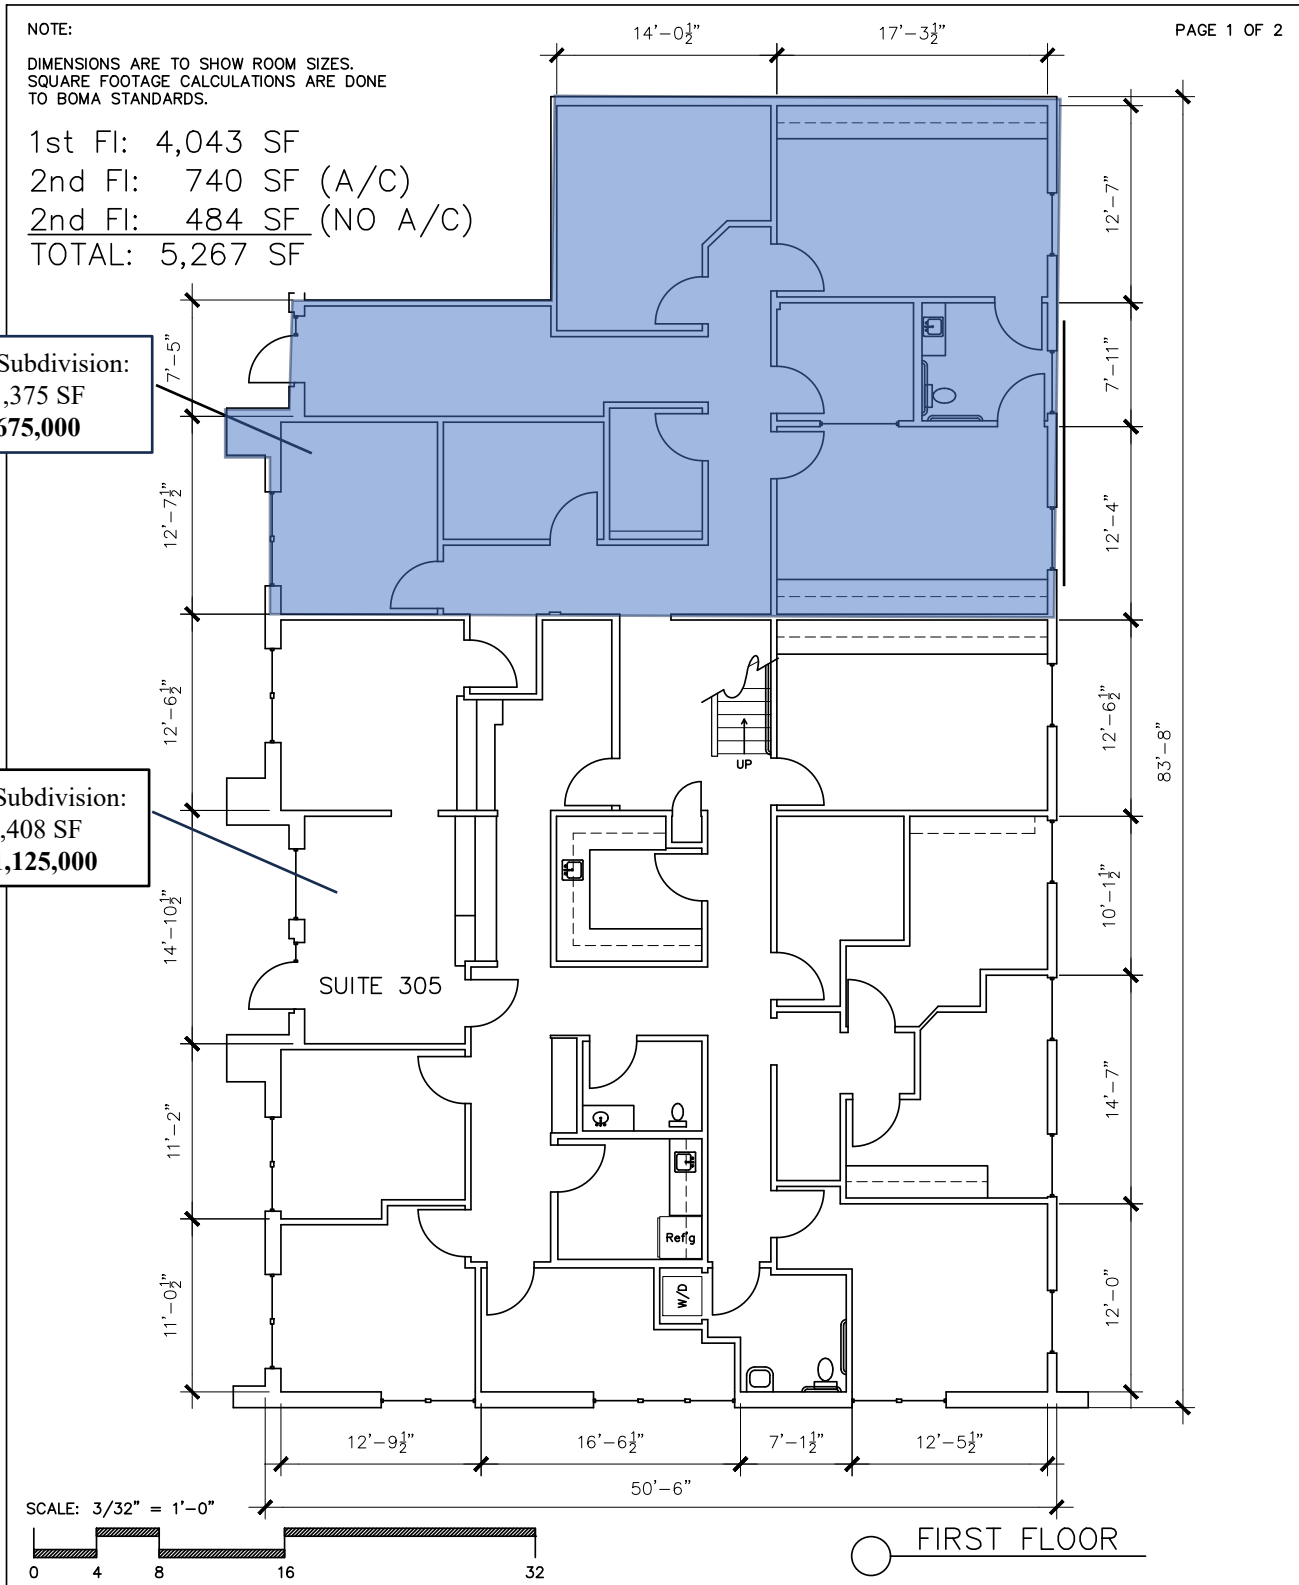 NOTE:
PAGE 1 OF 2
DIMENSIONS ARE TO SHOW ROOM SIZES.
SQUARE FOOTAGE CALCULATIONS ARE DONE
TO BOMA STANDARDS.
1st Fl: 4,043 SF
2nd Fl: 740 SF (A/C)
2nd Fl: 484 SF (NO A/C)
TOTAL: 5,267 SF
14'-0½"
17'-3½"
12'-7"
7'-11"
12'-4"
12'-6½"
10'-1½"
14'-7"
12'-0"
83'-8"
7'-5"
12'-7½"
12'-6½"
14'-10½"
11'-2"
11'-0½"
Subdivision:
,375 SF
675,000
Subdivision:
,408 SF
,125,000
UP
SUITE 305
Refg
W/D
12'-9½"
16'-6½"
7'-1½"
12'-5½"
50'-6"
SCALE: 3/32" = 1'-0"
0 4 8 16 32
FIRST FLOOR